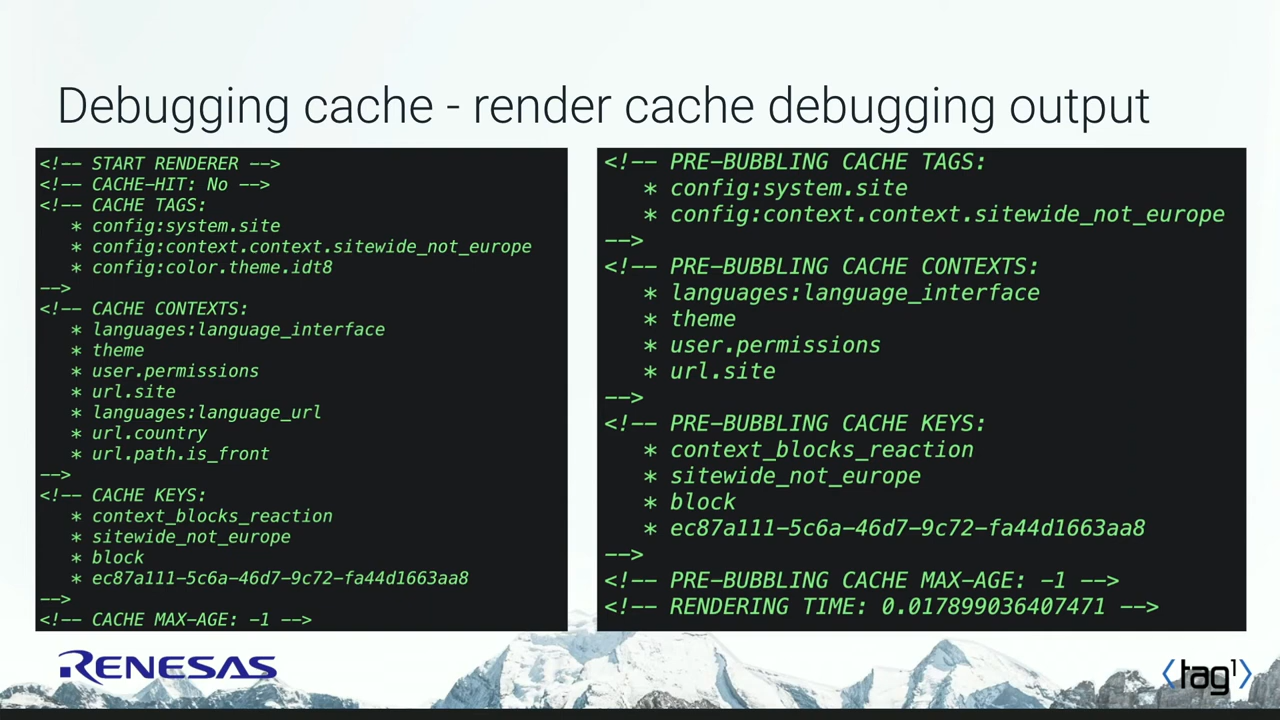 Debugging cache - render cache debugging output
<!-- START RENDERER -->
<!-- CACHE-HIT: No -->
<!-- CACHE TAGS:
* config:system.site
* config:context.context.sitewide_not_europe
* config:color.theme.idt8
-->
<!-- CACHE CONTEXTS:
* languages:language_interface
* theme
* user.permissions
* url.site
* languages:language_url
* url.country
* url.path.is_front
-->
<!-- CACHE KEYS:
* context_blocks_reaction
* sitewide_not_europe
* block
* ec87a111-5c6a-46d7-9c72-fa44d1663aa8
-->
<!-- CACHE MAX-AGE: -1 -->
<!-- PRE-BUBBLING CACHE TAGS:
* config:system.site
* config:context.context.sitewide_not_europe
-->
<!-- PRE-BUBBLING CACHE CONTEXTS:
* languages:language_interface
* theme
* user.permissions
* url.site
-->
<!-- PRE-BUBBLING CACHE KEYS:
* context_blocks_reaction
* sitewide_not_europe
* block
* ec87a111-5c6a-46d7-9c72-fa44d1663aa8
-->
<!-- PRE-BUBBLING CACHE MAX-AGE: -1 -->
<!-- RENDERING TIME: 0.017899036407471 -->
RENESAS
<tag1>